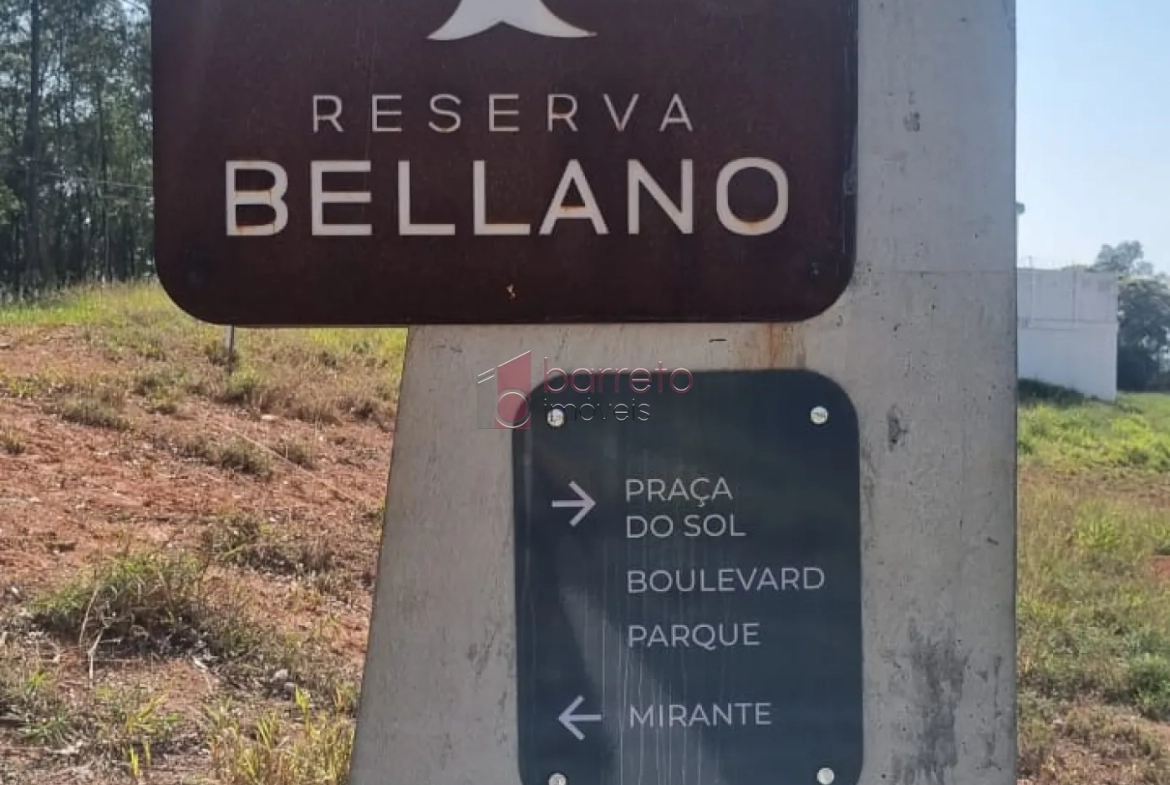 RESERVA
BELLANO
barreto
imóveis
→ PRAÇA
DO SOL
BOULEVARD
PARQUE
← MIRANTE